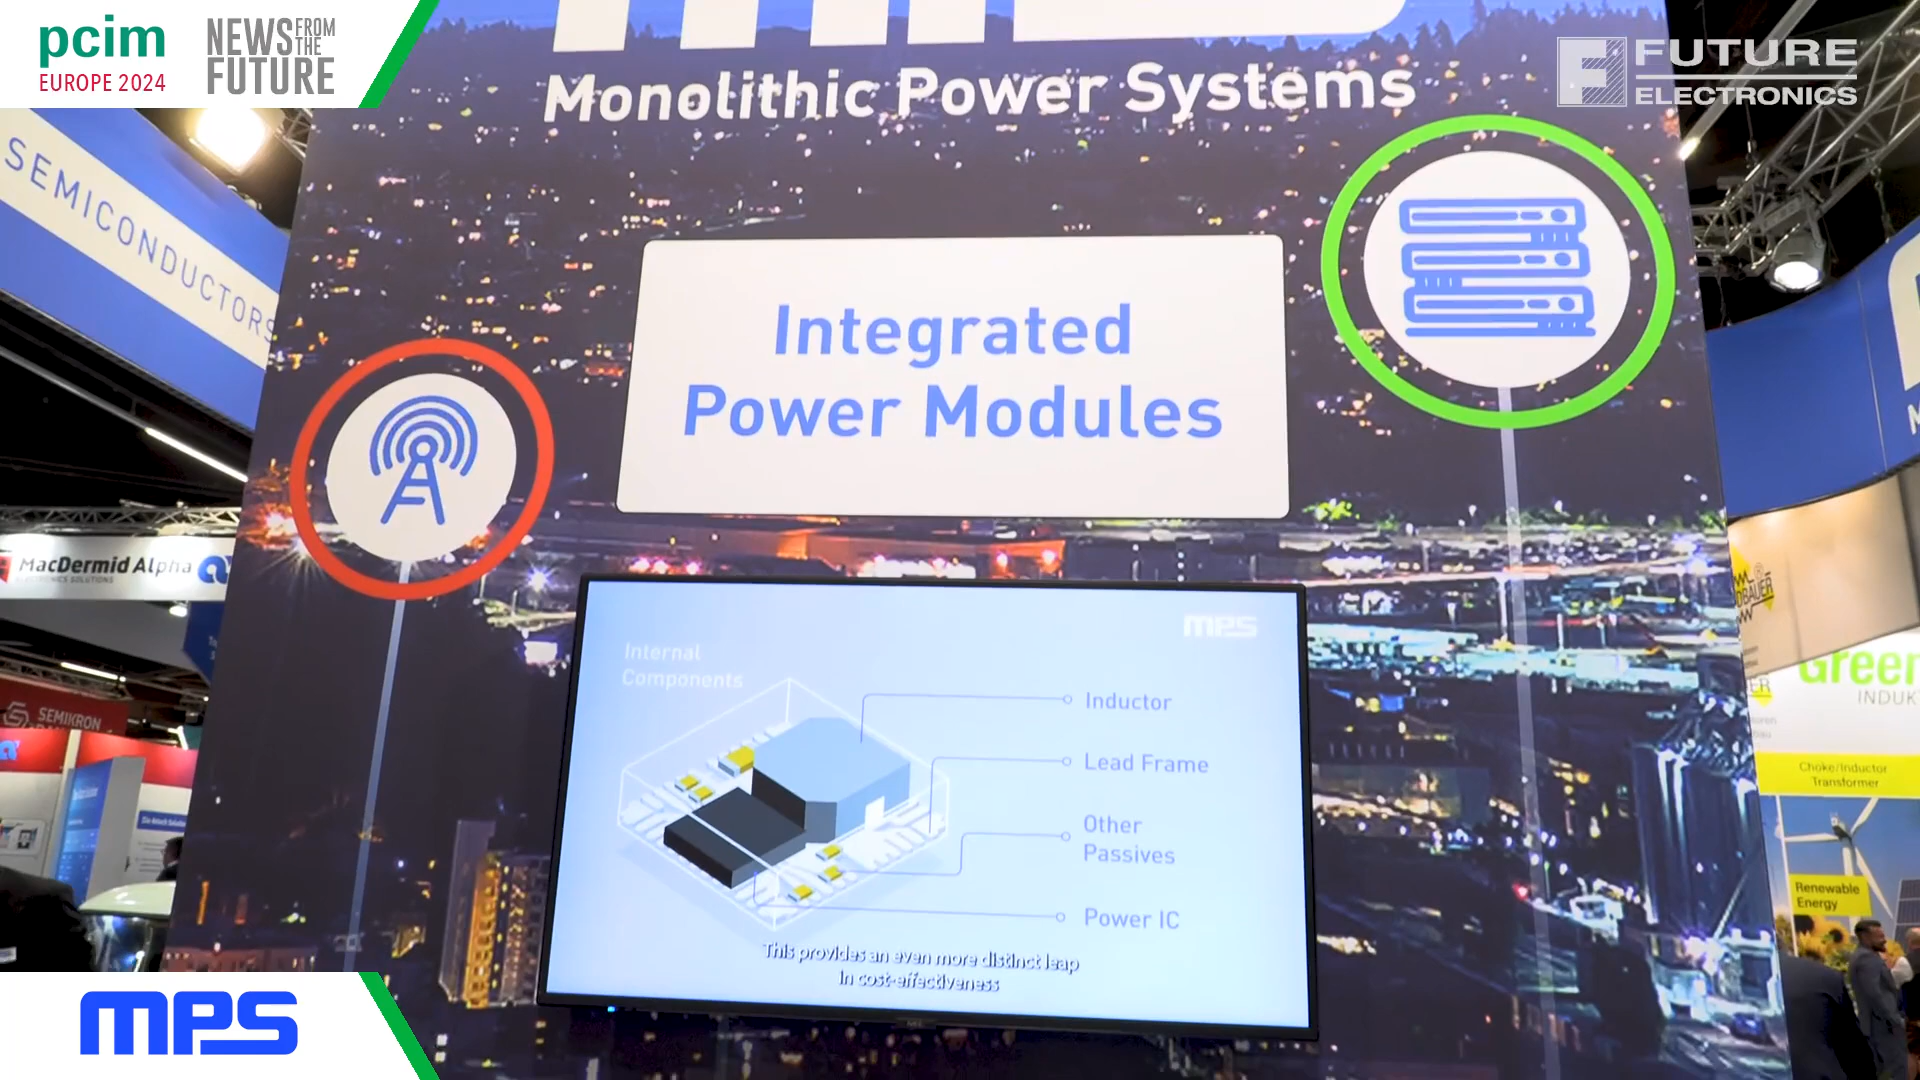 pcim
EUROPE 2024
NEWS FROM THE
FUTURE
FUTURE
ELECTRONICS
Monolithic Power Systems
SEMICONDUCTORS
Integrated
Power Modules
MacDermid Alpha
ELECTRONICS SOLUTIONS
SEMIKRON
mps
Internal
Components
Inductor
Lead Frame
Other
Passives
Power IC
This provides an even more distinct leap
in cost-effectiveness
Green
INDUK
Choke/Inductor
Transformer
Renewable
Energy
mps